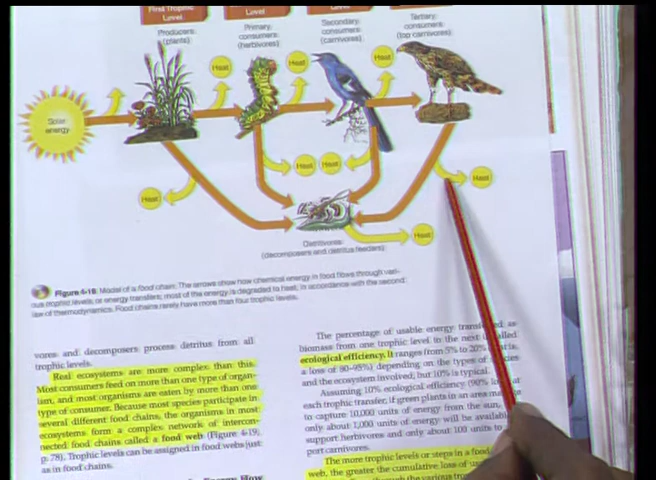 First Trophic
Level
Level
Level
Producers
(plants)
Primary
consumers
(herbivores)
Secondary
consumers
(carnivores)
Tertiary
consumers
(top carnivores)
Heat
Heat
Heat
Solar
energy
Heat
Heat
Heat
Heat
Heat
Detritivores
(decomposers and detritus feeders)
Figure 4-18 Model of a food chain. The arrows show how chemical energy in food flows through vari-
ous trophic levels or energy transfers; most of the energy is degraded to heat, in accordance with the second
law of thermodynamics. Food chains rarely have more than four trophic levels.
vores and decomposers process detritus from all
trophic levels.
Real ecosystems are more complex than this.
Most consumers feed on more than one type of organ-
ism, and most organisms are eaten by more than one
type of consumer. Because most species participate in
several different food chains, the organisms in most
ecosystems form a complex network of intercon-
nected food chains called a food web (Figure 4-19,
p. 78). Trophic levels can be assigned in food webs just
as in food chains.
The percentage of usable energy as
biomass from one trophic level to the next is called
ecological efficiency. It ranges from 5% to 20%
a loss of 80–95%) depending on the types of
and the ecosystem involved, but 10% is typical.
Assuming 10% ecological efficiency (90% at
each trophic transfer, if green plants in an area
to capture 10,000 units of energy from the sun,
only about 1,000 units of energy will be
support herbivores and only about 100 units to
port carnivores.
The more trophic levels or steps in a food
web, the greater the cumulative loss of